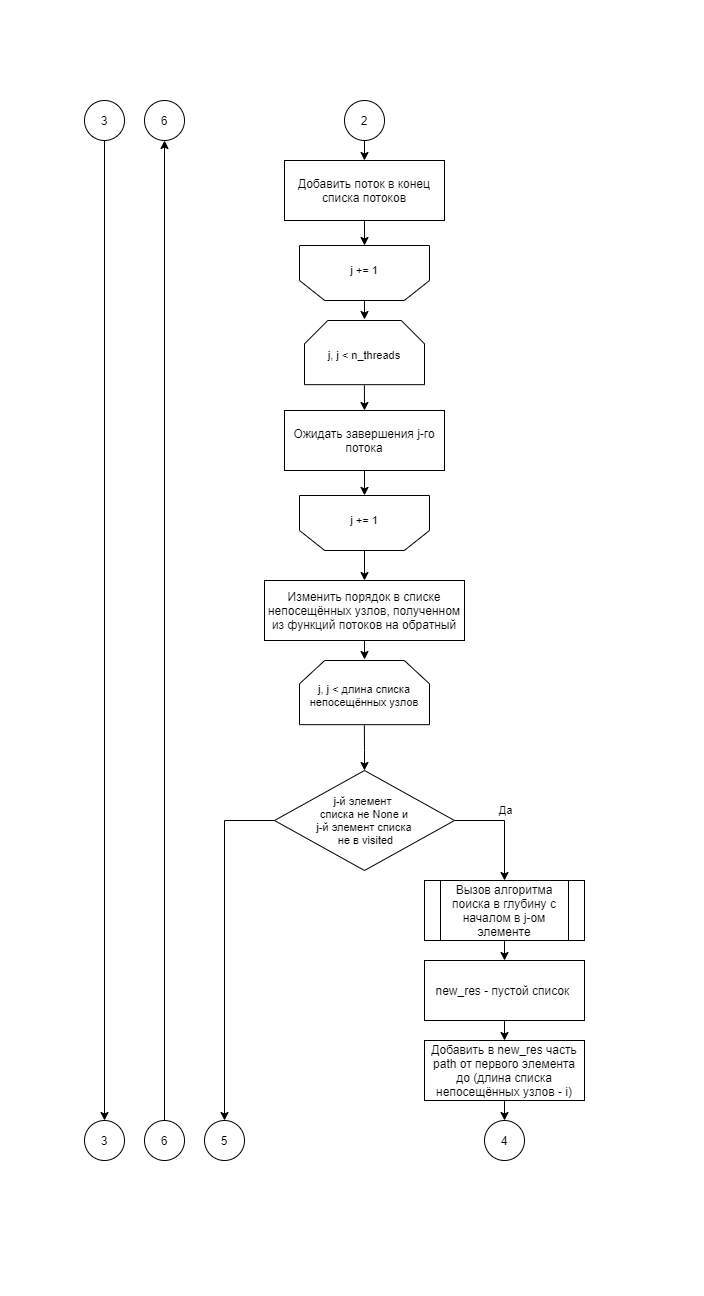 3
6
2
Добавить поток в конец
списка потоков
j += 1
j, j < n_threads
Ожидать завершения j-го
потока
j += 1
Изменить порядок в списке
непосещённых узлов, полученном
из функций потоков на обратный
j, j < длина списка
непосещённых узлов
j-й элемент
списка не None и
j-й элемент списка
не в visited
Да
Вызов алгоритма
поиска в глубину с
началом в j-ом
элементе
new_res - пустой список
Добавить в new_res часть
path от первого элемента
до (длина списка
непосещённых узлов - i)
3
6
5
4